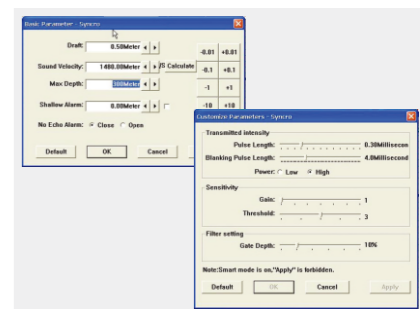 Basic Parameter - Syncro
Draft: 0.50Meter
-0.01 +0.01
Sound Velocity: 1480.00Meter /S Calculate
-0.1 +0.1
Max Depth: 300Meter
-1 +1
Shallow Alarm: 0.00Meter
-10 +10
No Echo Alarm: Close Open
Default OK Cancel
Customize Parameters - Syncro
Transmitted intensity
Pulse Length: 0.30Millisecon
Blanking Pulse Length: 4.0Millisecond
Power: Low High
Sensitivity
Gain: 1
Threshold: 3
Filter setting
Gate Depth: 10%
Note:Smart mode is on,"Apply" is forbidden.
Default OK Cancel Apply